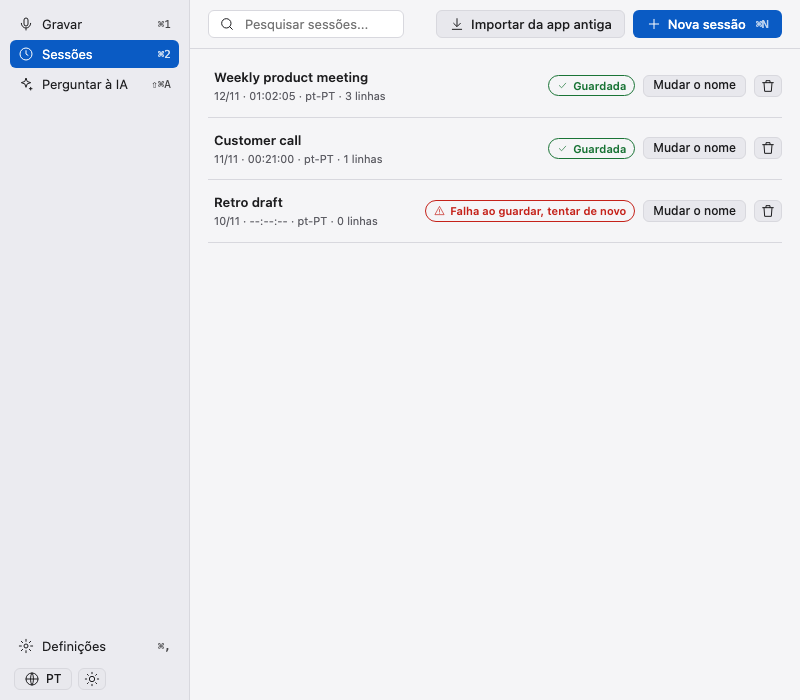 Gravar ⌘1
Sessões ⌘2
Perguntar à IA ⇧⌘A
Definições ⌘,
PT
Pesquisar sessões...
Importar da app antiga
Nova sessão ⌘N
Weekly product meeting
12/11 · 01:02:05 · pt-PT · 3 linhas
Guardada
Mudar o nome
Customer call
11/11 · 00:21:00 · pt-PT · 1 linhas
Guardada
Mudar o nome
Retro draft
10/11 · --:--:-- · pt-PT · 0 linhas
Falha ao guardar, tentar de novo
Mudar o nome